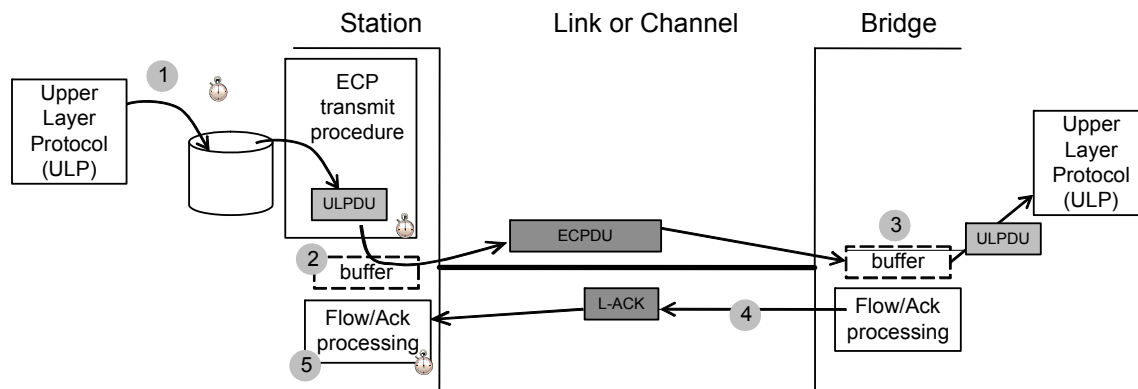 Station
Link or Channel
Bridge
1
Upper
Layer
Protocol
(ULP)
ECP
transmit
procedure
ULPDU
2
buffer
Flow/Ack
processing
5
ECPDU
L-ACK
4
3
buffer
Flow/Ack
processing
ULPDU
Upper
Layer
Protocol
(ULP)